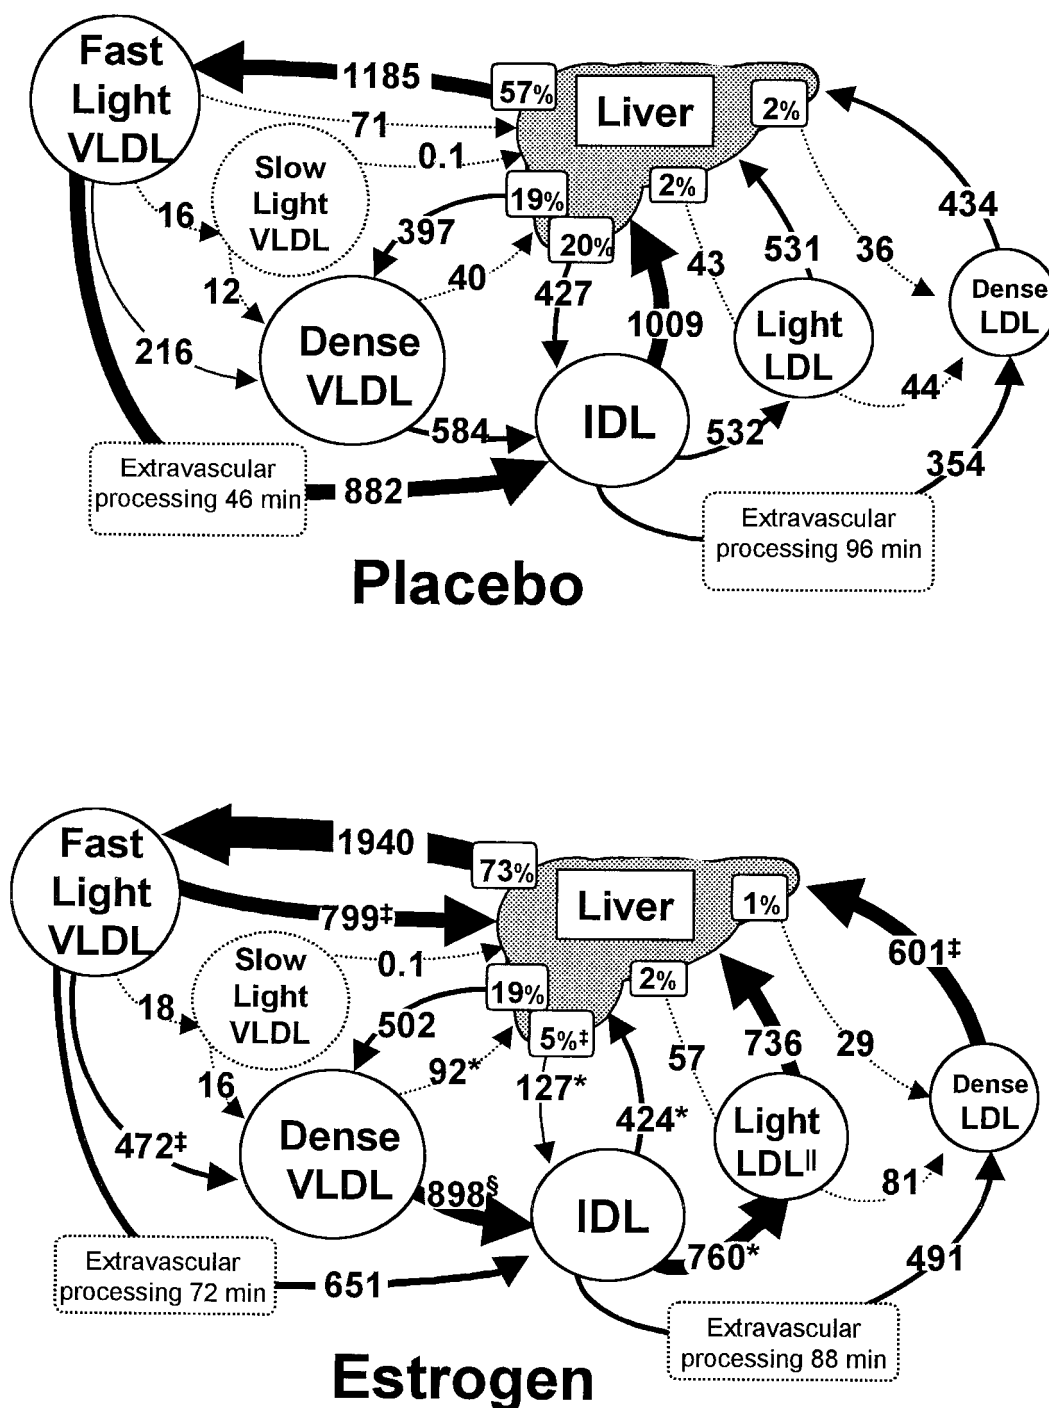 Fast
Light
VLDL
1185
57%
Liver
2%
71
Slow
Light
VLDL
0.1
2%
19%
434
16
397
20%
531
36
12
40
427
43
Dense
LDL
216
Dense
VLDL
1009
Light
LDL
44
584
IDL
532
Extravascular
processing 46 min
882
354
Extravascular
processing 96 min
Placebo
Fast
Light
VLDL
1940
73%
Liver
1%
799‡
601‡
Slow
Light
VLDL
0.1
2%
18
19%
502
5%‡
736
29
16
92*
127*
57
Dense
LDL
472‡
Dense
VLDL
424*
Light
LDL||
81
898§
IDL
760*
491
Extravascular
processing 72 min
651
Extravascular
processing 88 min
Estrogen